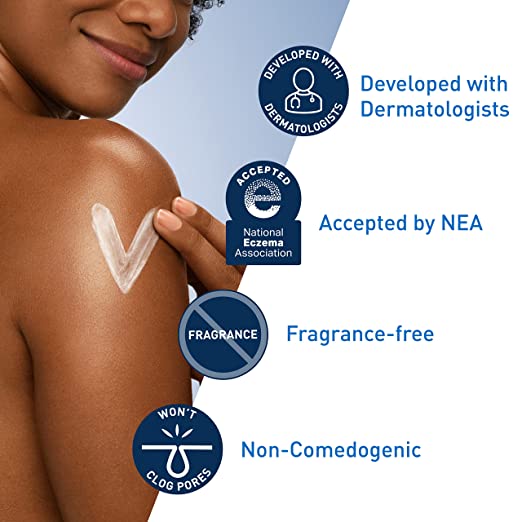 DEVELOPED WITH
DERMATOLOGISTS
Developed with
Dermatologists
ACCEPTED
e
National
Eczema
Association
Accepted by NEA
FRAGRANCE
Fragrance-free
WON'T
CLOG PORES
Non-Comedogenic